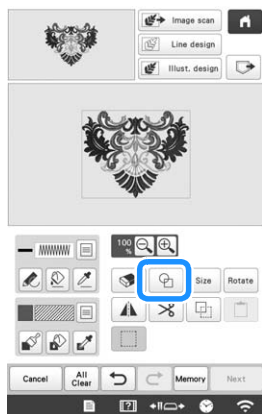 Image scan
Line design
Illust. design
100 %
Size
Rotate
Cancel
All Clear
Memory
Next